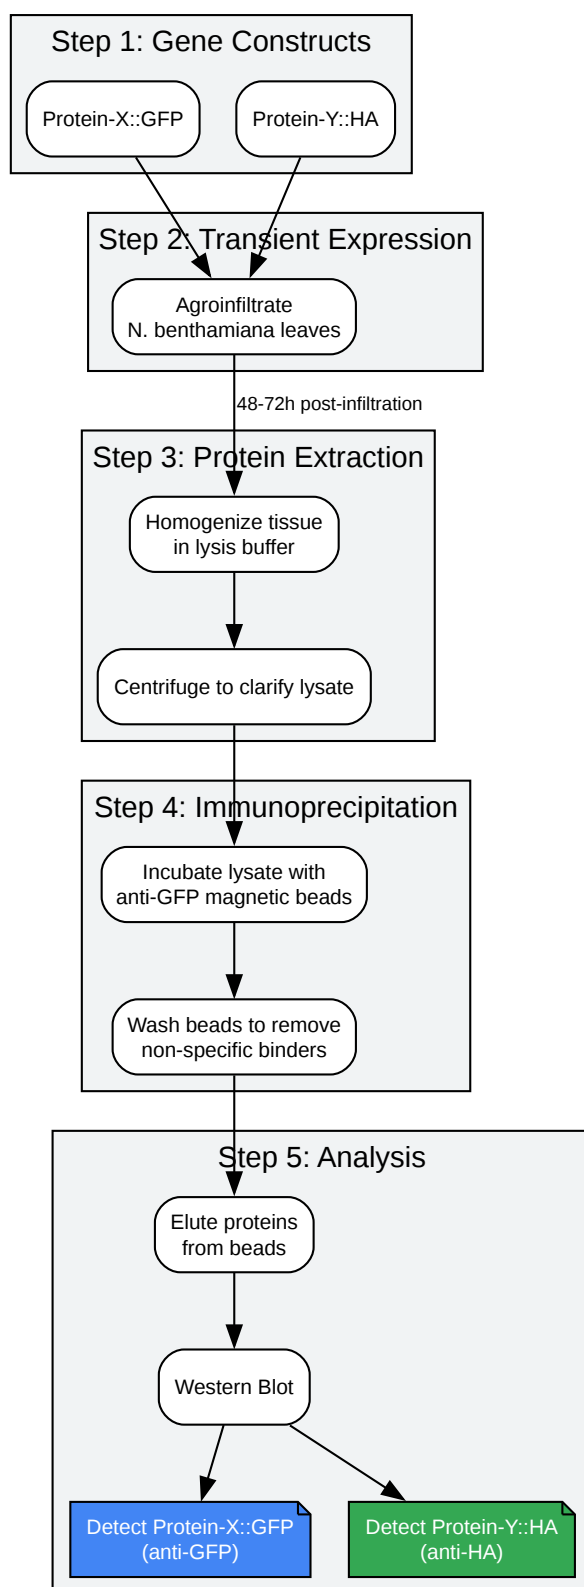 Step 1: Gene Constructs
Protein-X::GFP
Protein-Y::HA
Step 2: Transient Expression
Agroinfiltrate
N. benthamiana leaves
48-72h post-infiltration
Step 3: Protein Extraction
Homogenize tissue
in lysis buffer
Centrifuge to clarify lysate
Step 4: Immunoprecipitation
Incubate lysate with
anti-GFP magnetic beads
Wash beads to remove
non-specific binders
Step 5: Analysis
Elute proteins
from beads
Western Blot
Detect Protein-X::GFP
(anti-GFP)
Detect Protein-Y::HA
(anti-HA)